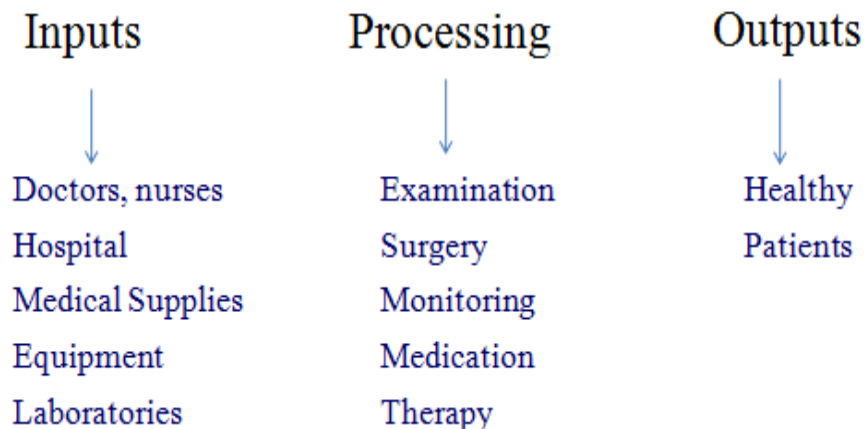 Inputs Processing Outputs
Doctors, nurses Examination Healthy
Hospital Surgery Patients
Medical Supplies Monitoring
Equipment Medication
Laboratories Therapy